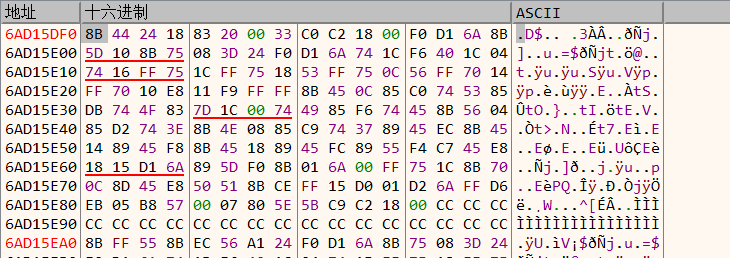 地址 十六进制 ASCII
6AD15DF0 8B 44 24 18 83 20 00 33 C0 C2 18 00 F0 D1 6A 8B .D$.. .3ÀÂ..ðÑj.
6AD15E00 5D 10 8B 75 08 3D 24 F0 D1 6A 74 1C F6 40 1C 04 ]..u.=$ðÑjt.ö@..
6AD15E10 74 16 FF 75 1C FF 75 18 53 FF 75 0C 56 FF 70 14 t.ÿu.ÿu.Sÿu.Vÿp.
6AD15E20 FF 70 10 E8 11 F9 FF FF 8B 45 0C 85 C0 74 53 85 ÿp.è.ùÿÿ.E..ÀtS.
6AD15E30 DB 74 4F 83 7D 1C 00 74 49 85 F6 74 45 8B 56 04 ÛtO.}..tI.ötE.V.
6AD15E40 85 D2 74 3E 8B 4E 08 85 C9 74 37 89 45 EC 8B 45 .Òt>.N..Ét7.Eì.E
6AD15E50 14 89 45 F8 8B 45 18 89 45 FC 89 55 F4 C7 45 E8 ..Eø.E..Eü.UôÇEè
6AD15E60 18 15 D1 6A 89 5D F0 8B 01 6A 00 FF 75 1C 8B 70 ..Ñj.]ð..j.ÿu..p
6AD15E70 0C 8D 45 E8 50 51 8B CE FF 15 D0 01 D2 6A FF D6 ..EèPQ.Îÿ.Ð.ÒjÿÖ
6AD15E80 EB 05 B8 57 00 07 80 5E 5B C9 C2 18 00 CC CC CC ë.¸W...^[ÉÂ..ÌÌÌ
6AD15E90 CC CC CC CC CC CC CC CC CC CC CC CC CC CC CC CC ÌÌÌÌÌÌÌÌÌÌÌÌÌÌÌÌ
6AD15EA0 8B FF 55 8B EC 56 A1 24 F0 D1 6A 8B 75 08 3D 24 .ÿU.ìV¡$ðÑj.u.=$